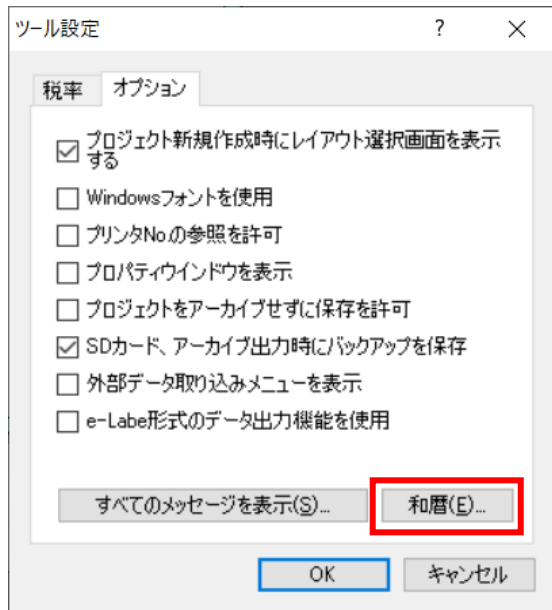 ツール設定 ?
税率 オプション
プロジェクト新規作成時にレイアウト選択画面を表示
する
Windowsフォントを使用
プリンタNo.の参照を許可
プロパティウインドウを表示
プロジェクトをアーカイブせずに保存を許可
SDカード、アーカイブ出力時にバックアップを保存
外部データ取り込みメニューを表示
e-Labe形式のデータ出力機能を使用
すべてのメッセージを表示(S)... 和暦(E)...
OK キャンセル